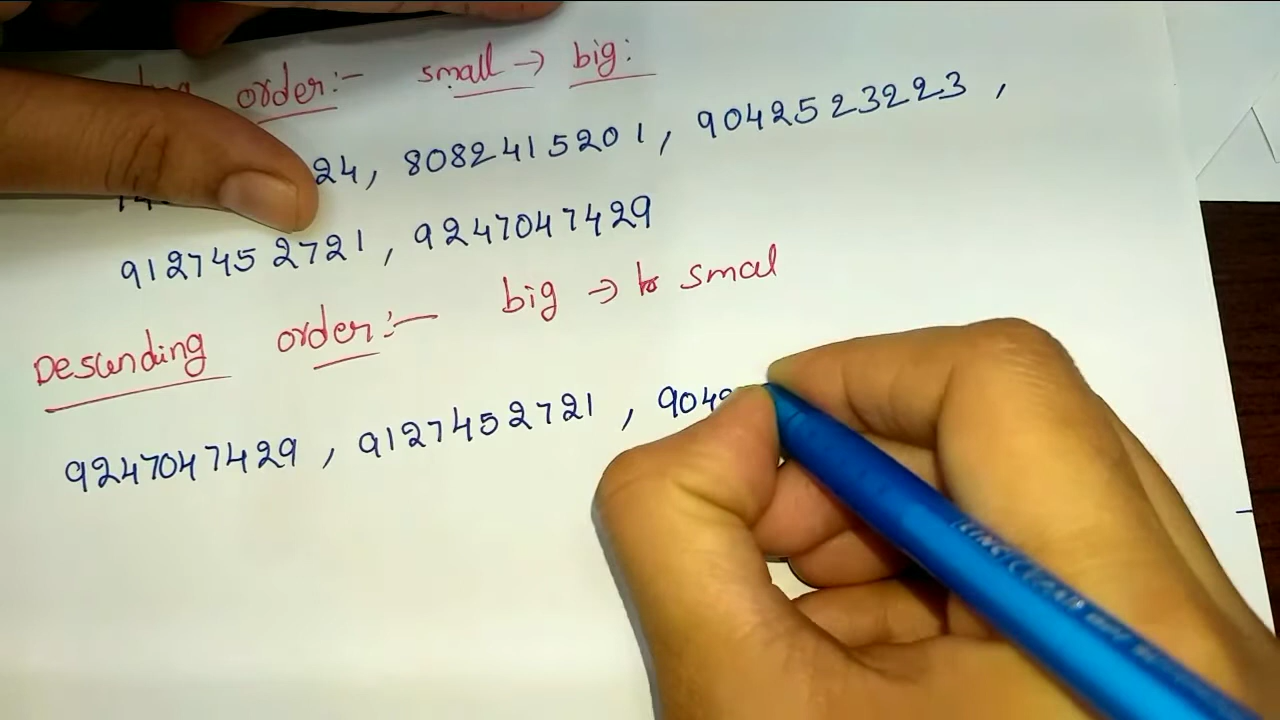 order:- small → big:
24, 8082415201, 9042523223,
9127452721, 9247047429
Descending order:- big → to smal
9247047429, 9127452721, 904